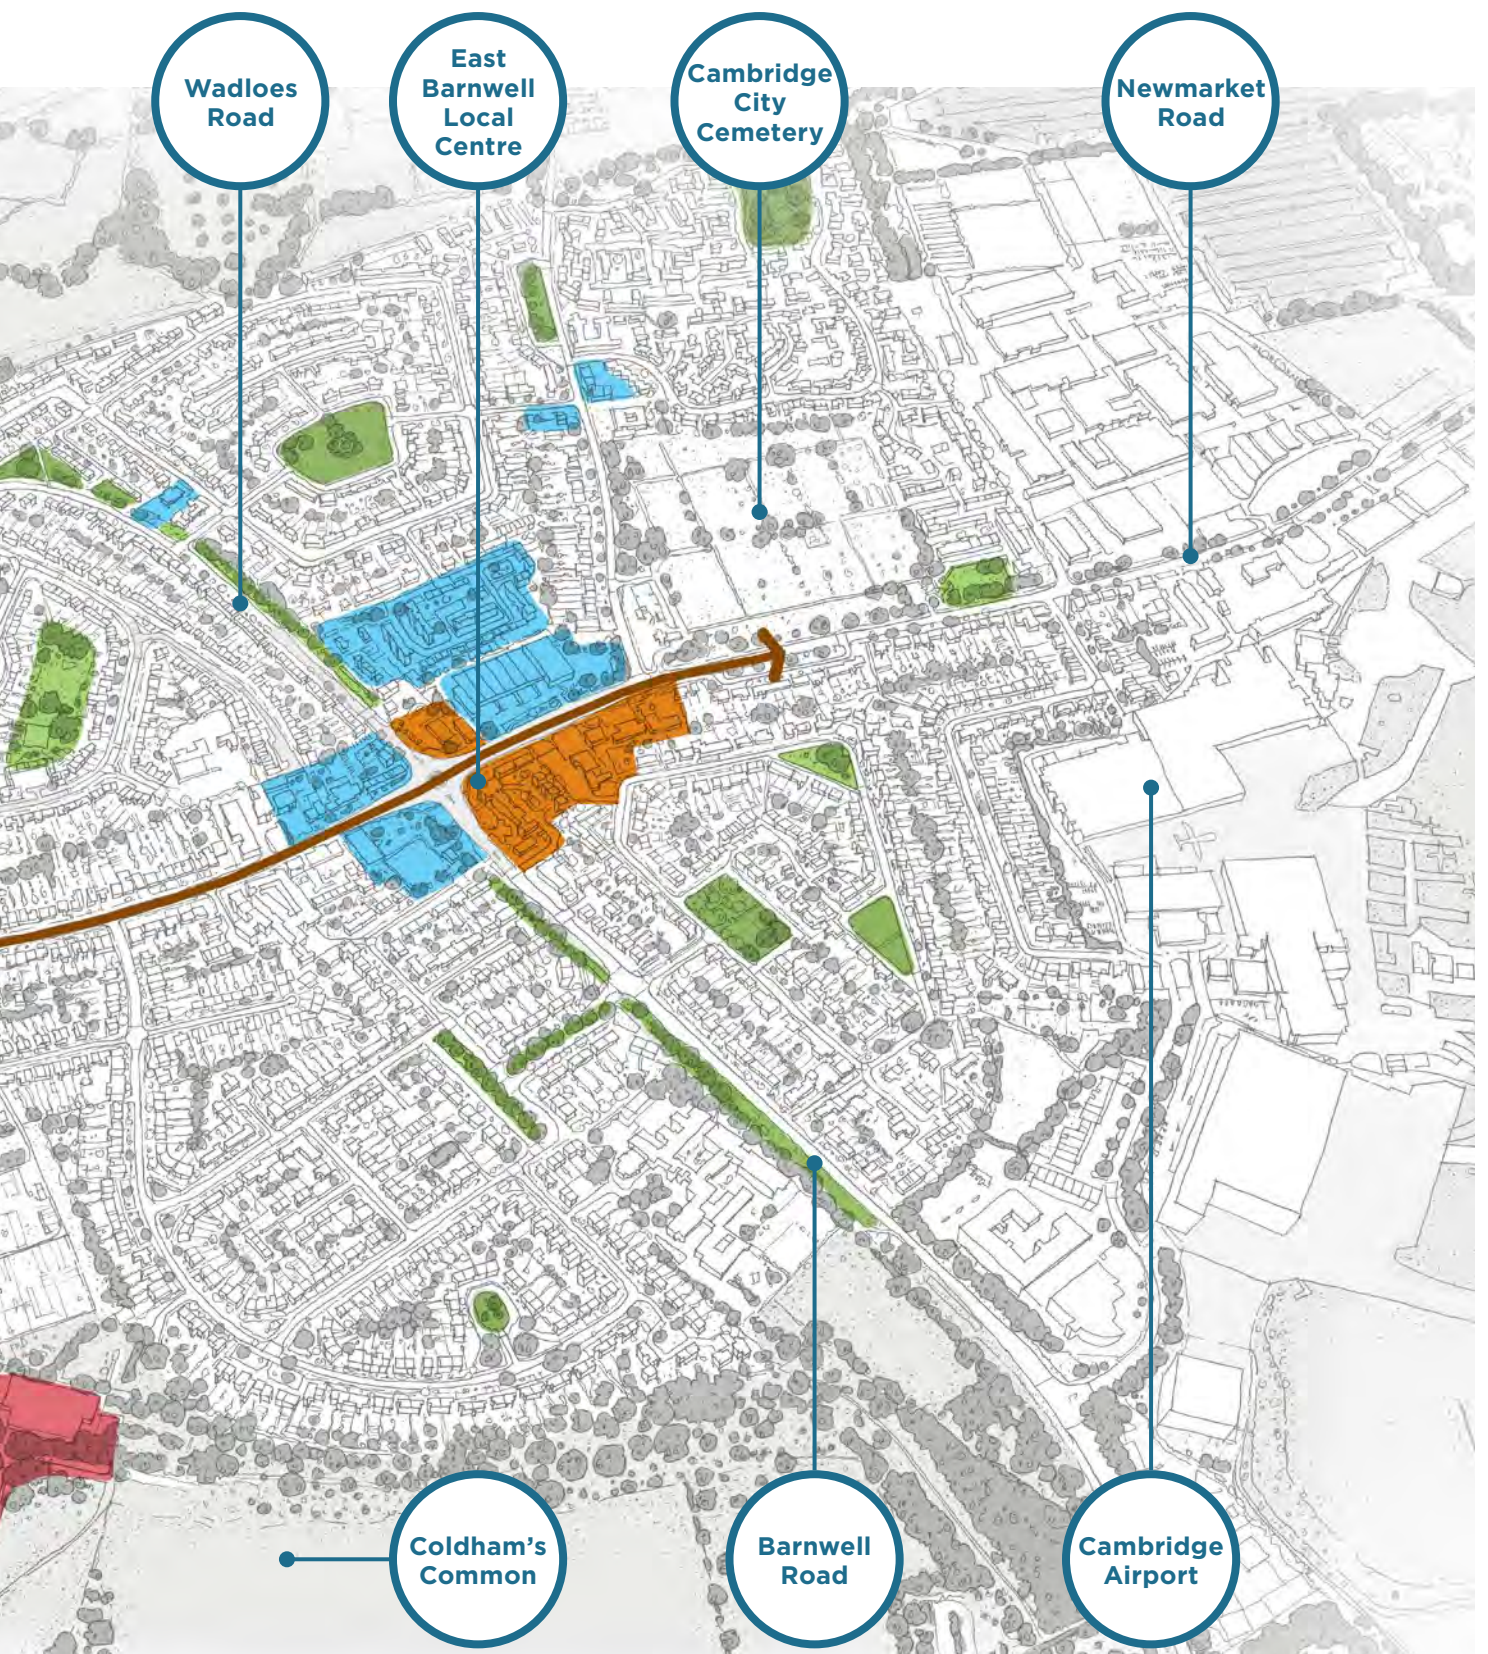 Wadloes
Road
East
Barnwell
Local
Centre
Cambridge
City
Cemetery
Newmarket
Road
Coldham’s
Common
Barnwell
Road
Cambridge
Airport